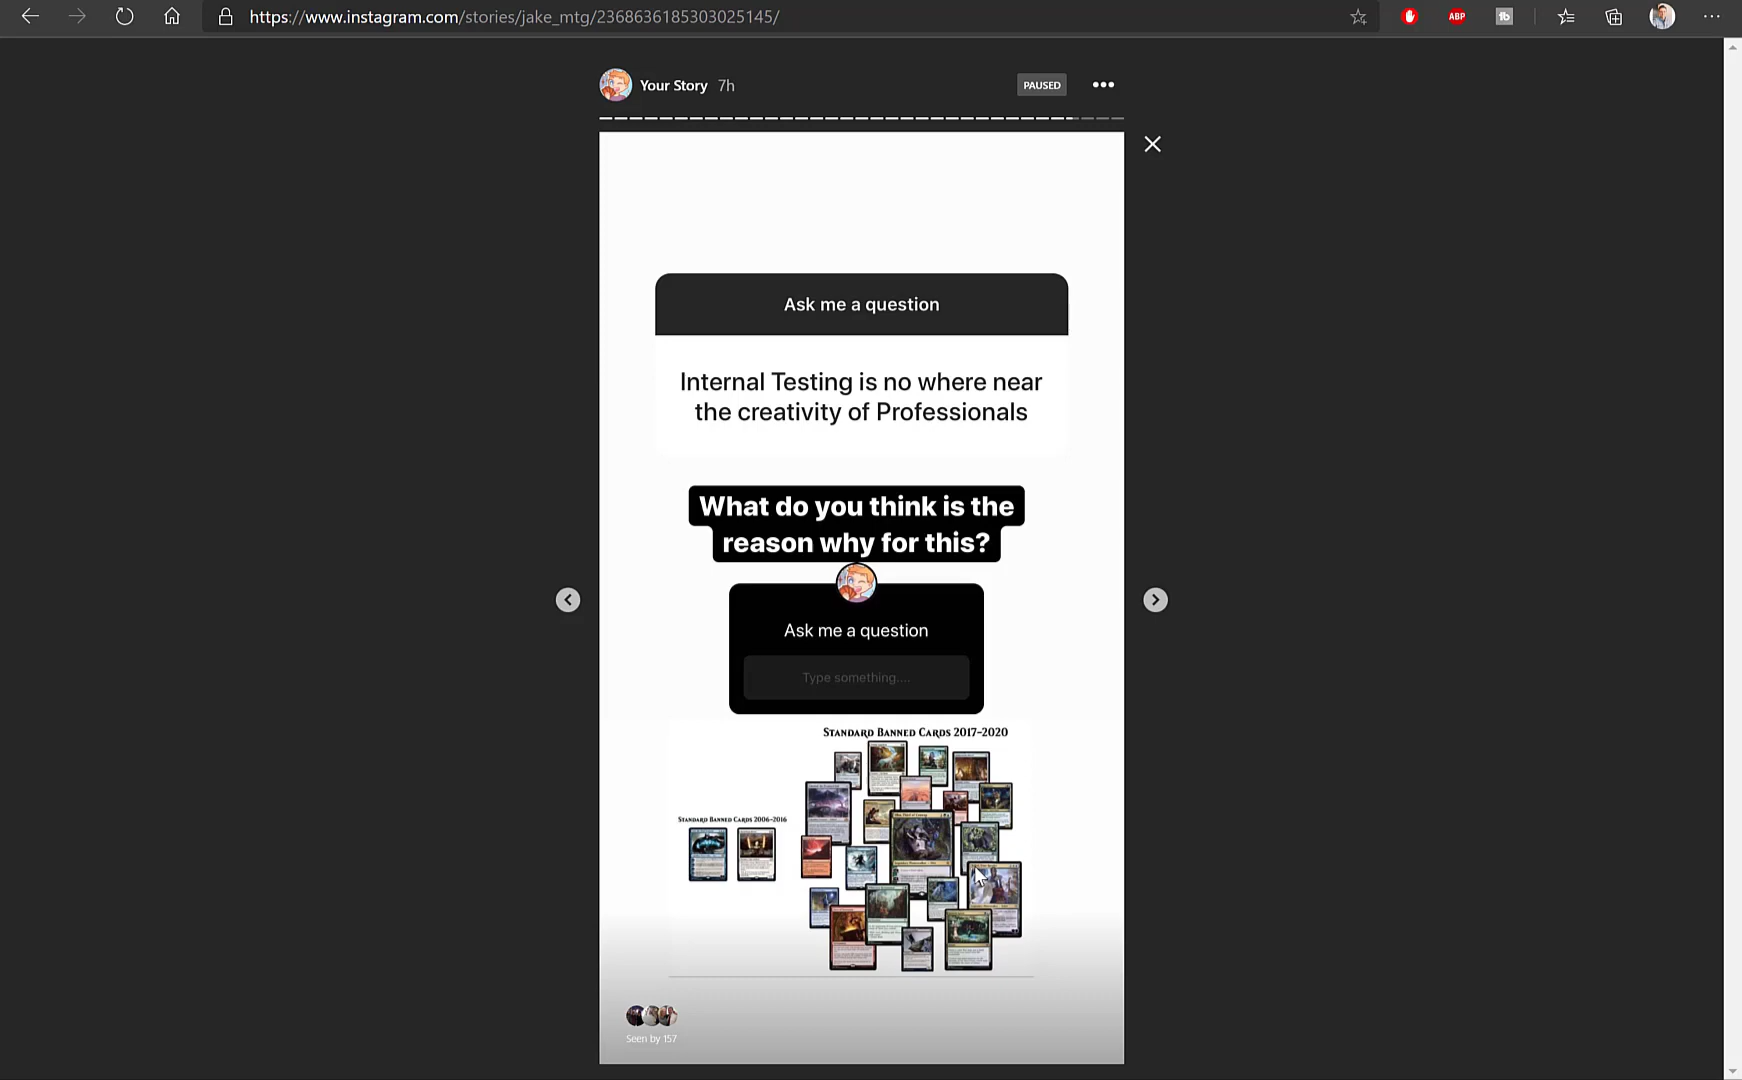 https://www.instagram.com/stories/jake_mtg/2368636185303025145/
ABP
Your Story 7h
PAUSED
Ask me a question
Internal Testing is no where near
the creativity of Professionals
What do you think is the
reason why for this?
Ask me a question
Type something....
Standard Banned Cards 2017-2020
Standard Banned Cards 2006-2016
Seen by 157